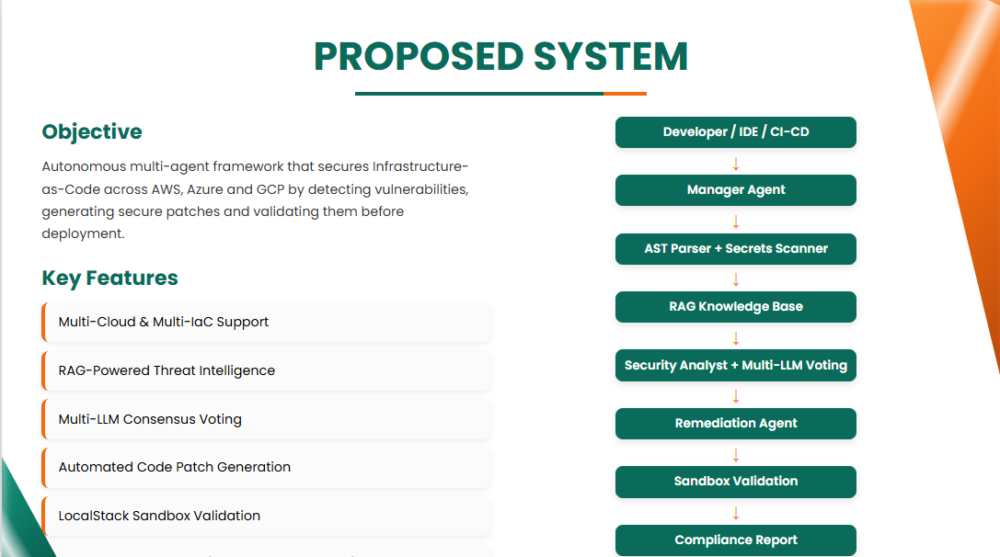 PROPOSED SYSTEM
Objective
Autonomous multi-agent framework that secures Infrastructure-
as-Code across AWS, Azure and GCP by detecting vulnerabilities,
generating secure patches and validating them before
deployment.
Key Features
Multi-Cloud & Multi-IaC Support
RAG-Powered Threat Intelligence
Multi-LLM Consensus Voting
Automated Code Patch Generation
LocalStack Sandbox Validation
Developer / IDE / CI-CD
↓
Manager Agent
↓
AST Parser + Secrets Scanner
↓
RAG Knowledge Base
↓
Security Analyst + Multi-LLM Voting
↓
Remediation Agent
↓
Sandbox Validation
↓
Compliance Report